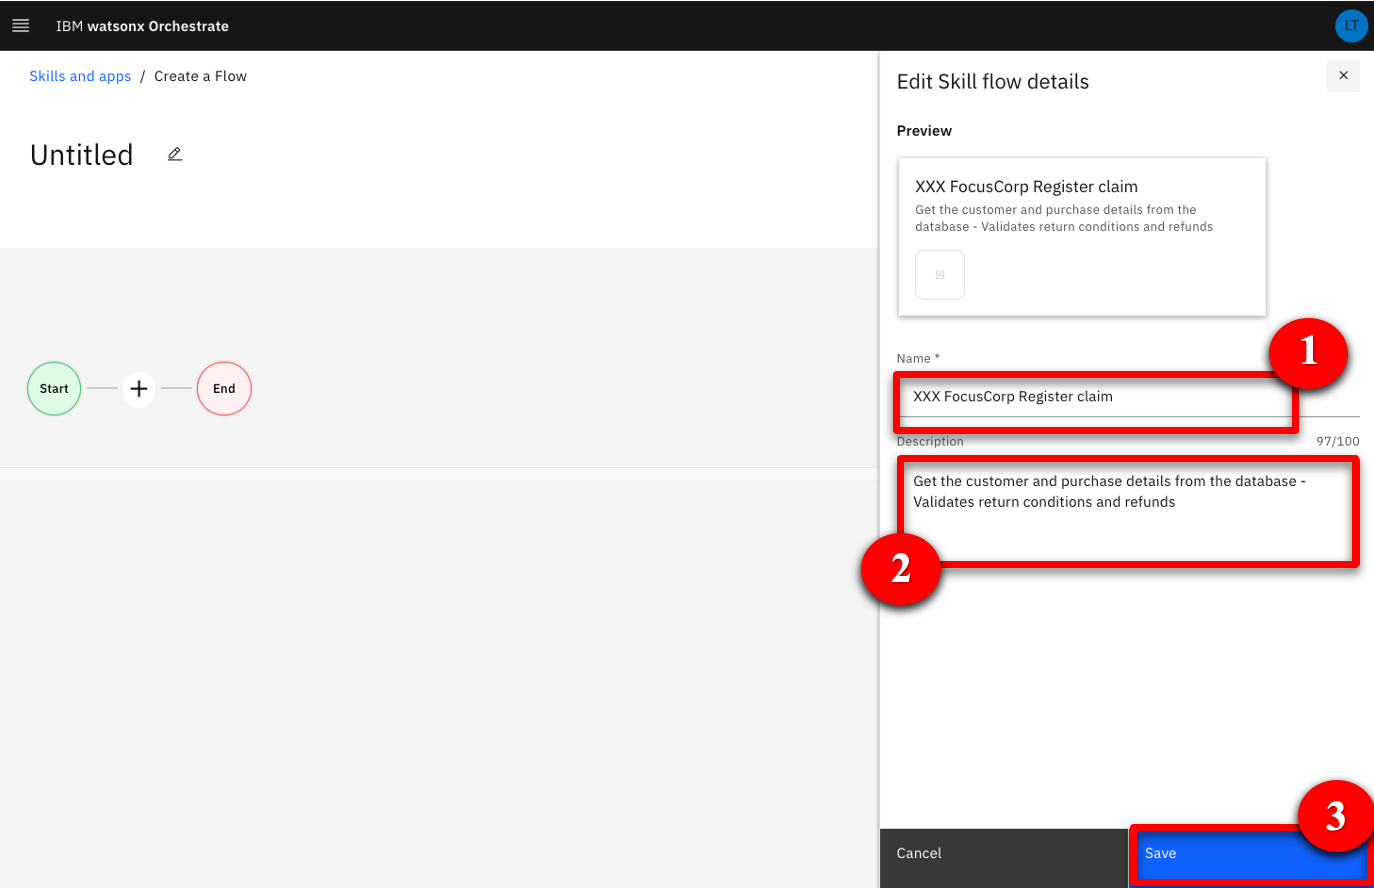 IBM watsonx Orchestrate
LT
Skills and apps / Create a Flow
Untitled
Start
End
Edit Skill flow details
Preview
XXX FocusCorp Register claim
Get the customer and purchase details from the
database - Validates return conditions and refunds
1
Name *
XXX FocusCorp Register claim
Description 97/100
Get the customer and purchase details from the database -
Validates return conditions and refunds
2
3
Cancel
Save